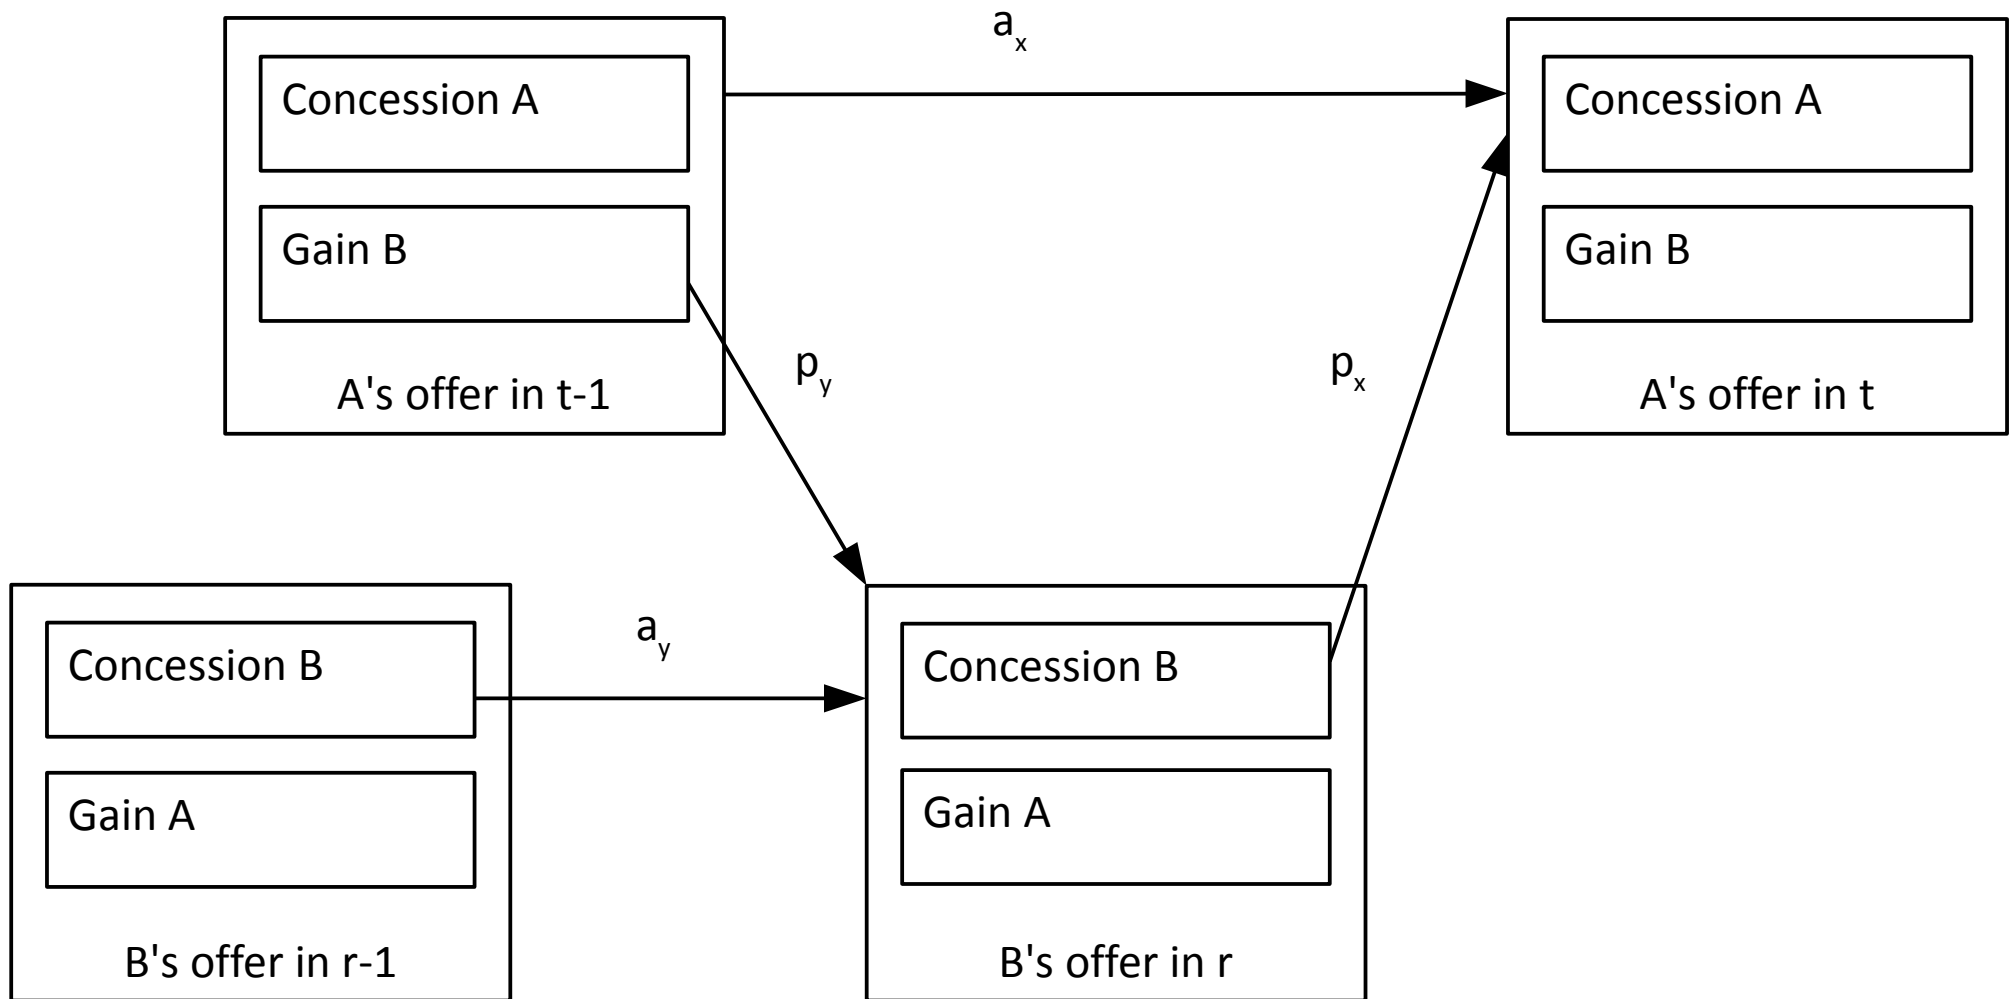 a_x
Concession A
Concession A
Gain B
Gain B
p_y
p_x
A's offer in t-1
A's offer in t
a_y
Concession B
Concession B
Gain A
Gain A
B's offer in r-1
B's offer in r